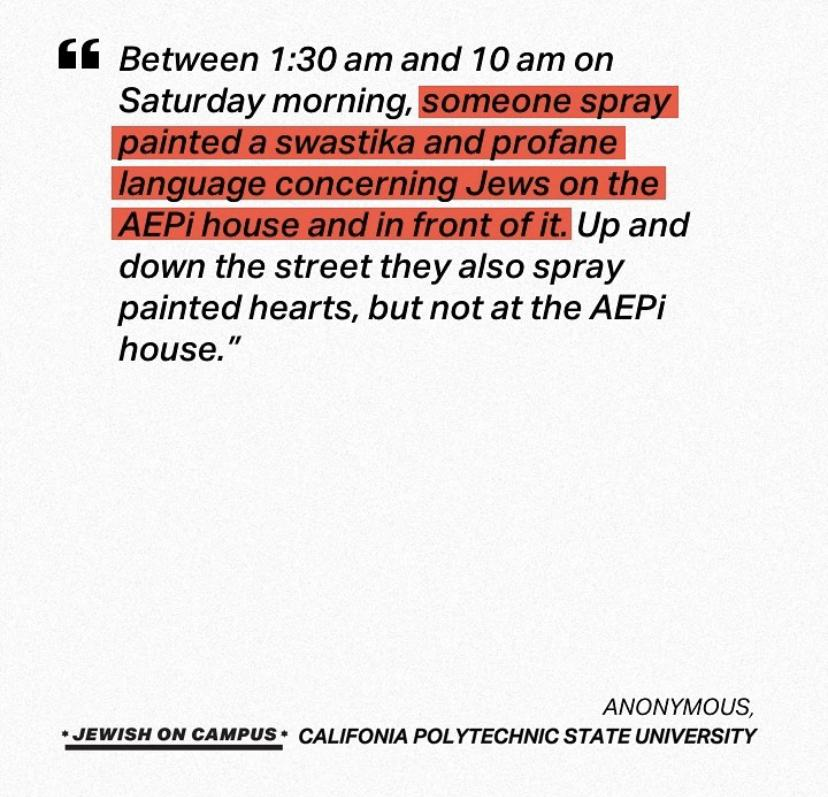 “ Between 1:30 am and 10 am on
Saturday morning, someone spray
painted a swastika and profane
language concerning Jews on the
AEPi house and in front of it. Up and
down the street they also spray
painted hearts, but not at the AEPi
house.”
ANONYMOUS,
*JEWISH ON CAMPUS* CALIFONIA POLYTECHNIC STATE UNIVERSITY